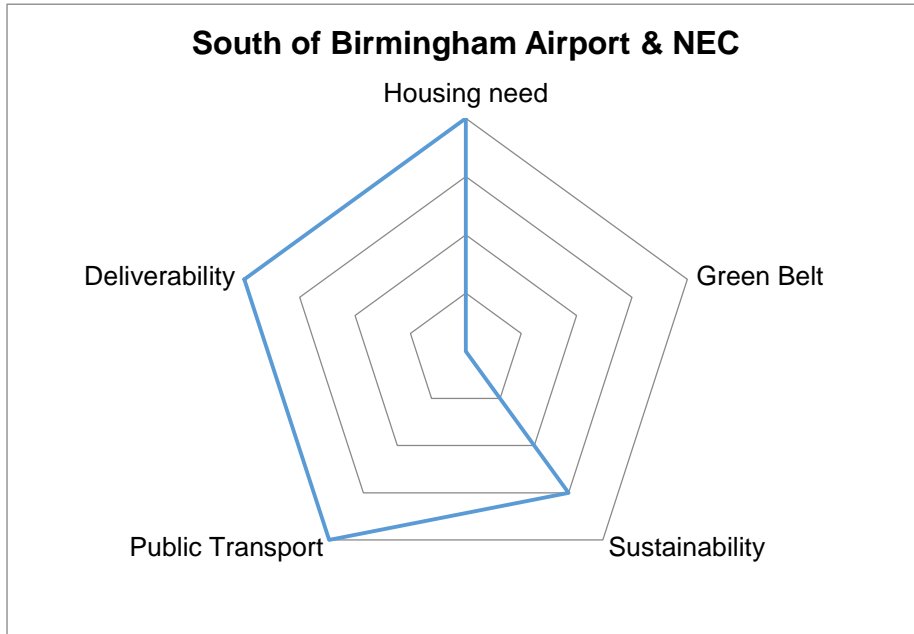 South of Birmingham Airport & NEC
Housing need
Deliverability
Green Belt
Public Transport
Sustainability